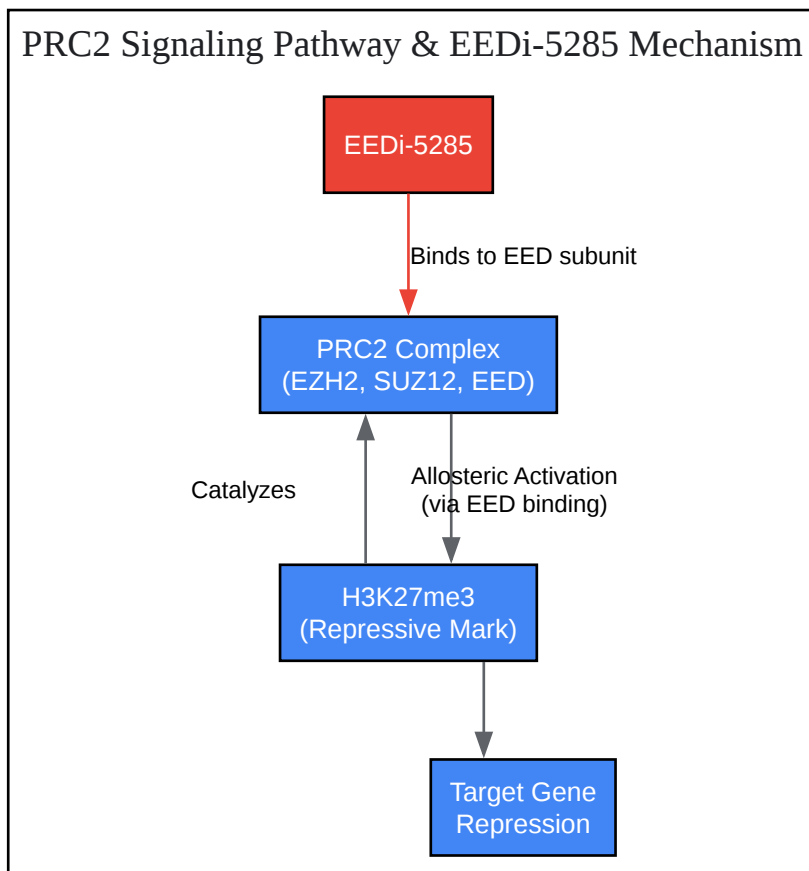 PRC2 Signaling Pathway & EEDi-5285 Mechanism
EEDi-5285
Binds to EED subunit
PRC2 Complex
(EZH2, SUZ12, EED)
Catalyzes
Allosteric Activation
(via EED binding)
H3K27me3
(Repressive Mark)
Target Gene
Repression